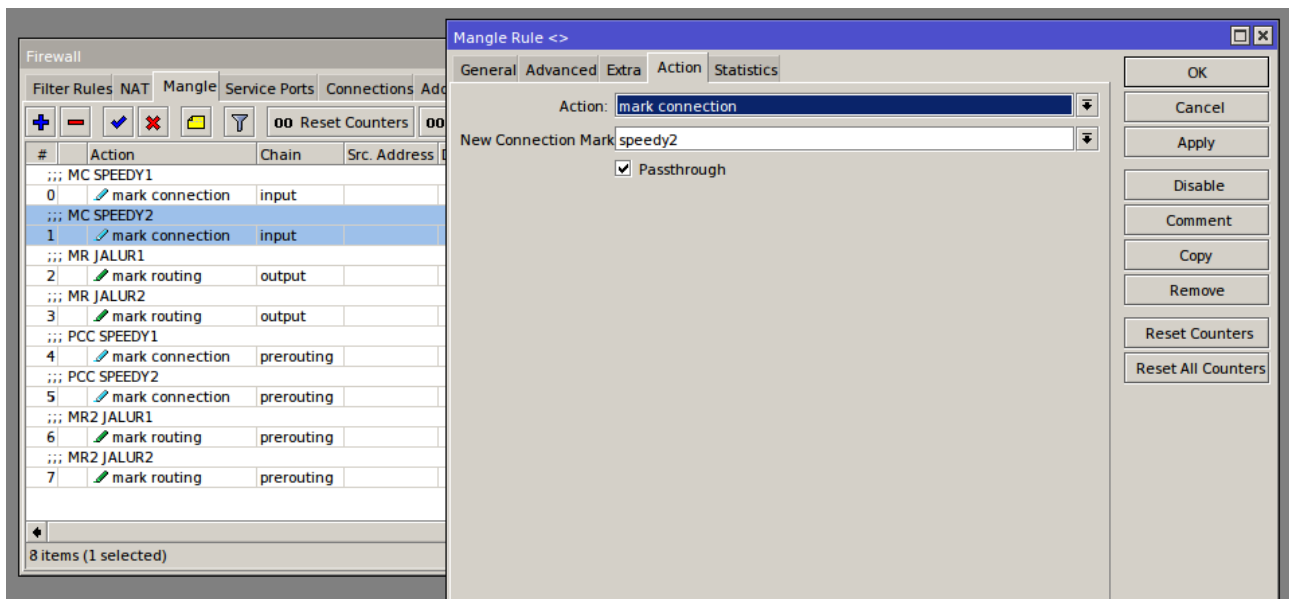 Firewall
Filter Rules NAT Mangle Service Ports Connections
00 Reset Counters 00
# Action Chain Src. Address
;;; MC SPEEDY1
0 mark connection input
;;; MC SPEEDY2
1 mark connection input
;;; MR JALUR1
2 mark routing output
;;; MR JALUR2
3 mark routing output
;;; PCC SPEEDY1
4 mark connection prerouting
;;; PCC SPEEDY2
5 mark connection prerouting
;;; MR2 JALUR1
6 mark routing prerouting
;;; MR2 JALUR2
7 mark routing prerouting
8 items (1 selected)
Mangle Rule <>
General Advanced Extra Action Statistics
Action: mark connection
New Connection Mark speedy2
Passthrough
OK
Cancel
Apply
Disable
Comment
Copy
Remove
Reset Counters
Reset All Counters